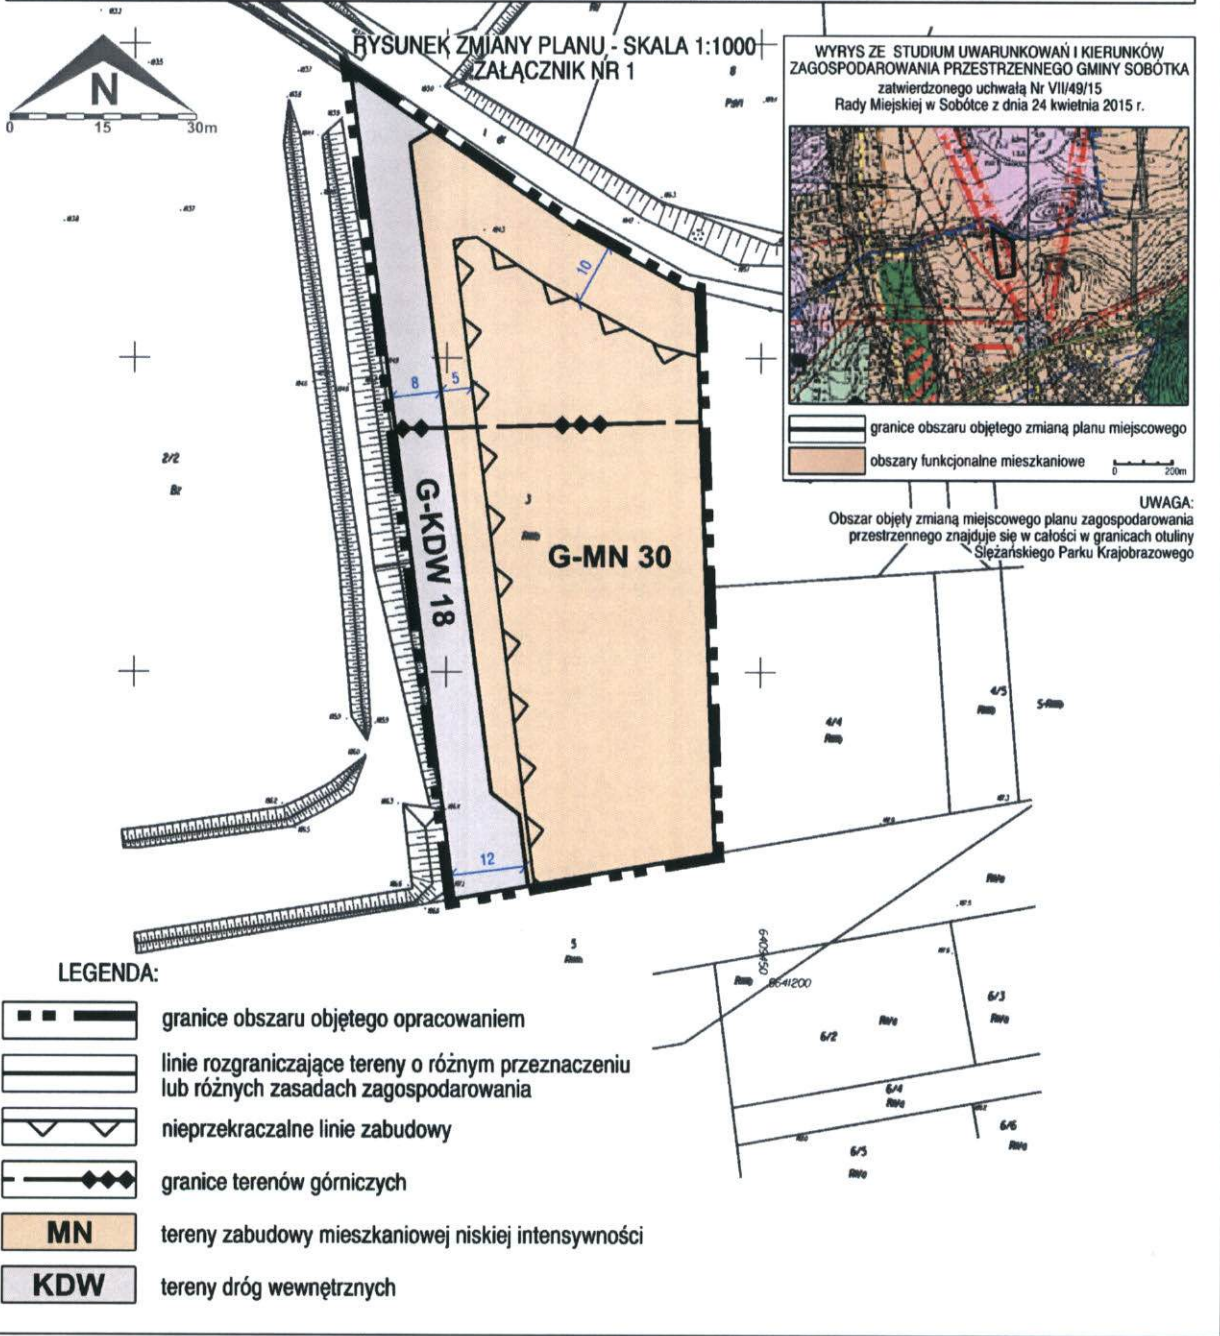 RYSUNEK ZMIANY PLANU - SKALA 1:1000
ZAŁĄCZNIK NR 1
N
0 15 30m
WYRYS ZE STUDIUM UWARUNKOWAŃ I KIERUNKÓW
ZAGOSPODAROWANIA PRZESTRZENNEGO GMINY SOBÓTKA
zatwierdzonego uchwałą Nr VII/49/15
Rady Miejskiej w Sobótce z dnia 24 kwietnia 2015 r.
granice obszaru objętego zmianą planu miejscowego
obszary funkcjonalne mieszkaniowe
0 200m
UWAGA:
Obszar objęty zmianą miejscowego planu zagospodarowania
przestrzennego znajduje się w całości w granicach otuliny
Ślężańskiego Parku Krajobrazowego
10
8
5
2/2
Bz
3
G-KDW 18
G-MN 30
4/4
4/5
12
5
6409450
5641200
6/2
6/3
6/4
6/5
6/6
LEGENDA:
granice obszaru objętego opracowaniem
linie rozgraniczające tereny o różnym przeznaczeniu
lub różnych zasadach zagospodarowania
nieprzekraczalne linie zabudowy
granice terenów górniczych
MN tereny zabudowy mieszkaniowej niskiej intensywności
KDW tereny dróg wewnętrznych